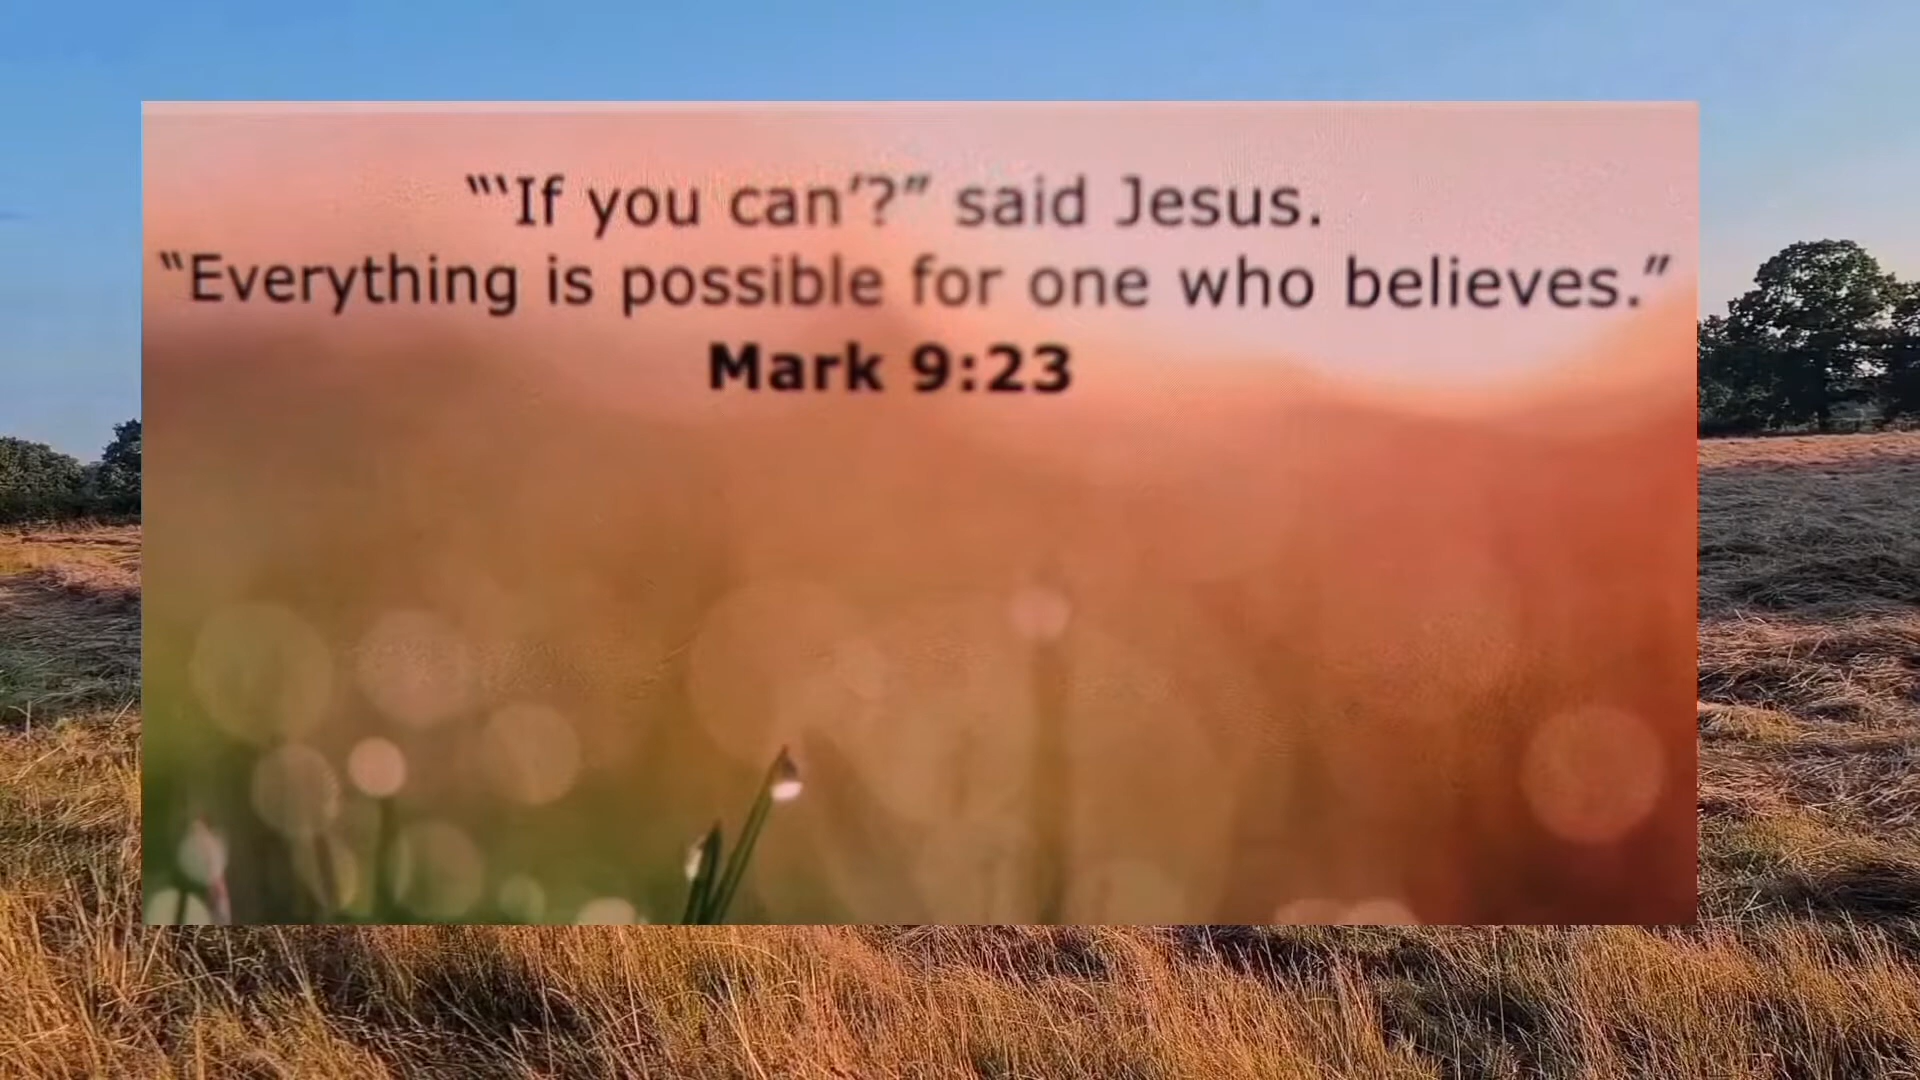 “‘If you can’?” said Jesus.
“Everything is possible for one who believes.”
Mark 9:23